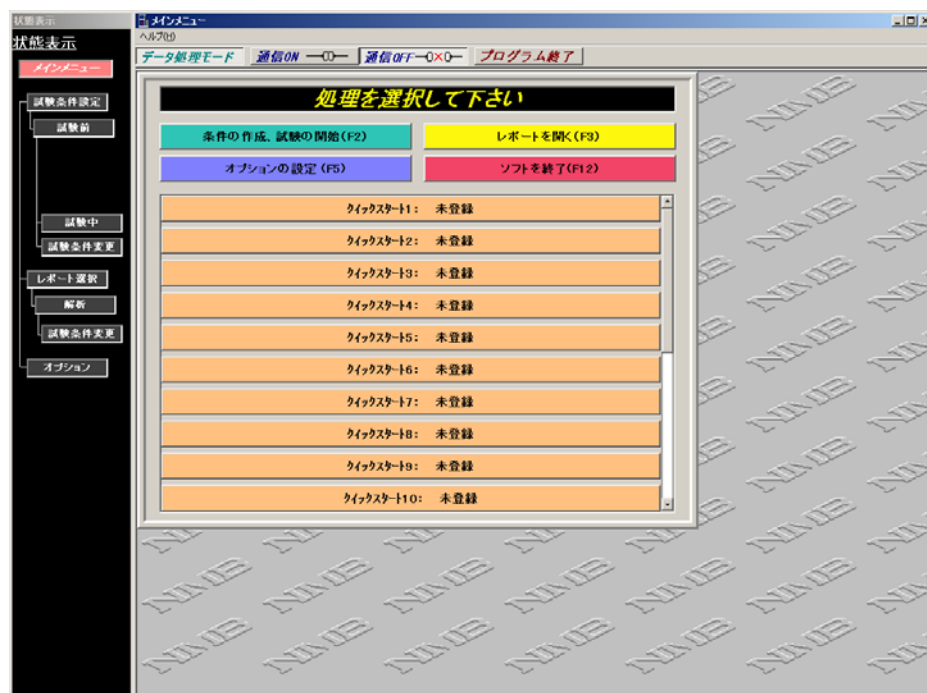 状態表示
状態表示
メインメニュー
試験条件設定
試験前
試験中
試験条件変更
レポート選択
解析
試験条件変更
オプション
メインメニュー
ヘルプ(H)
データ処理モード 通信ON 通信OFF プログラム終了
処理を選択して下さい
条件の作成、試験の開始(F2) レポートを開く(F3)
オプションの設定(F5) ソフトを終了(F12)
クイックスタート1: 未登録
クイックスタート2: 未登録
クイックスタート3: 未登録
クイックスタート4: 未登録
クイックスタート5: 未登録
クイックスタート6: 未登録
クイックスタート7: 未登録
クイックスタート8: 未登録
クイックスタート9: 未登録
クイックスタート10: 未登録